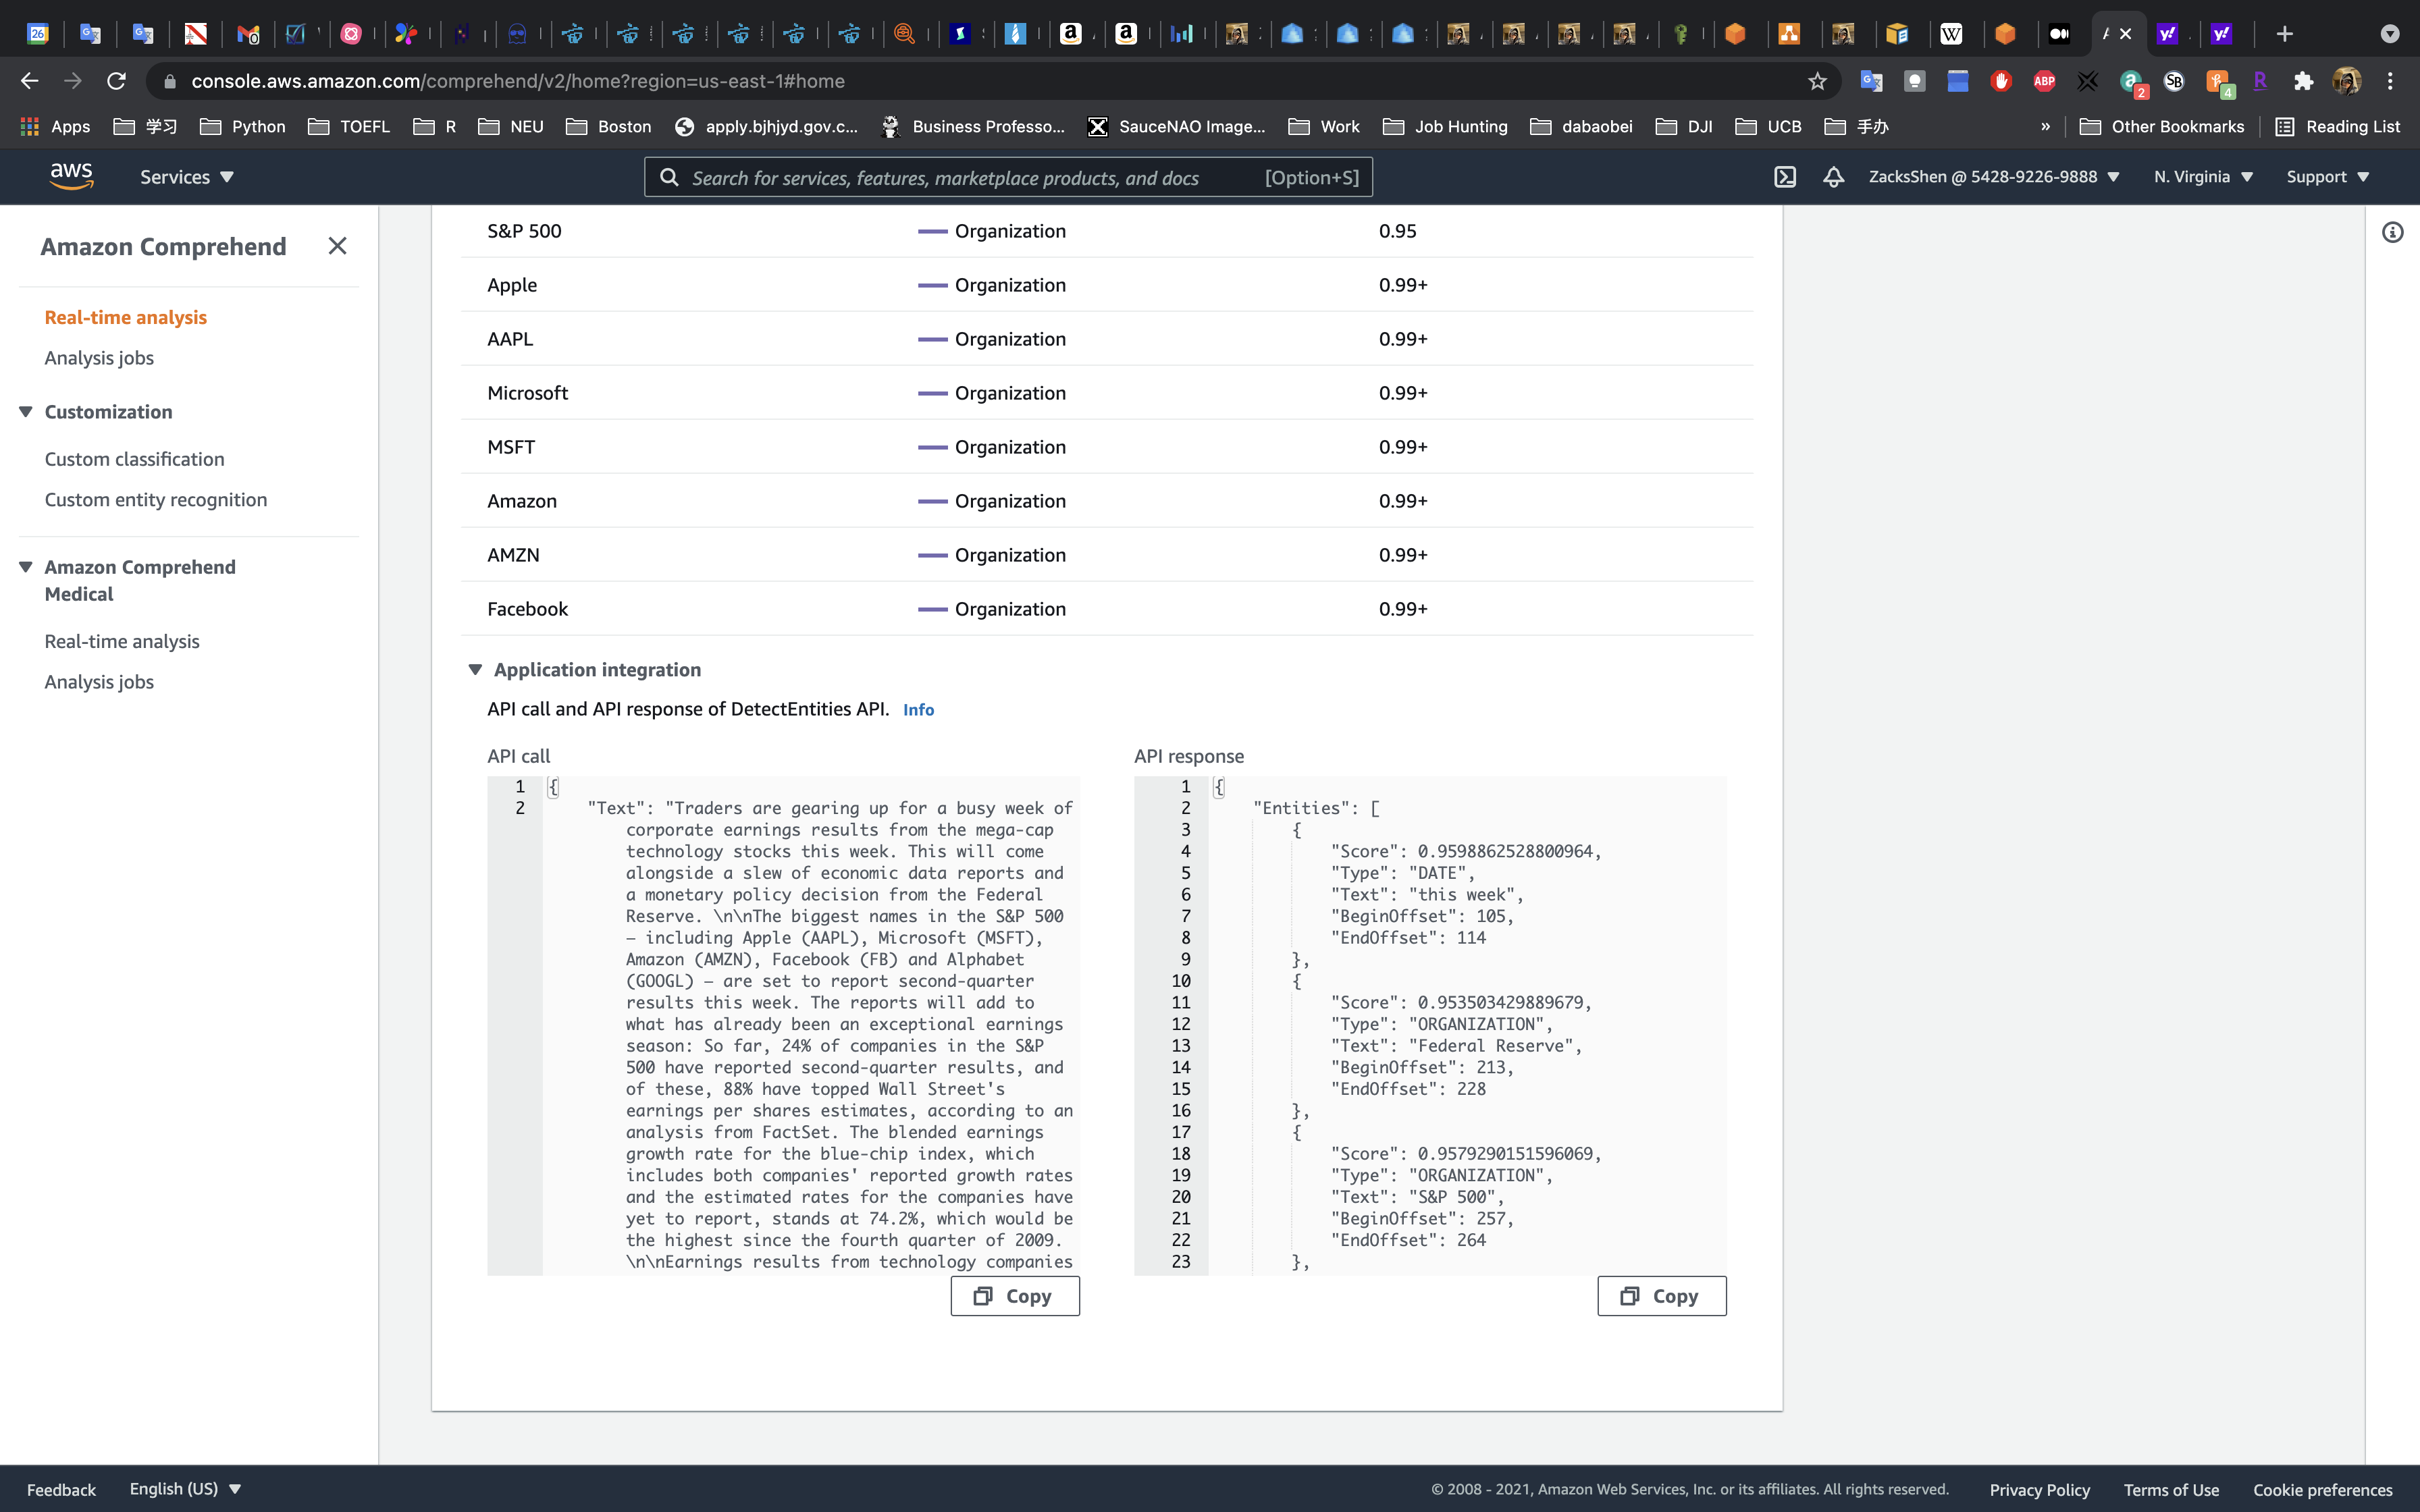 26
console.aws.amazon.com/comprehend/v2/home?region=us-east-1#home
ABP
2
SB
4
Apps
学习
Python
TOEFL
R
NEU
Boston
apply.bjhjyd.gov.c...
Business Professo...
SauceNAO Image...
Work
Job Hunting
dabaobei
DJI
UCB
手办
»
Other Bookmarks
Reading List
aws
Services
Search for services, features, marketplace products, and docs
[Option+S]
ZacksShen @ 5428-9226-9888
N. Virginia
Support
Amazon Comprehend
Real-time analysis
Analysis jobs
Customization
Custom classification
Custom entity recognition
Amazon Comprehend
Medical
Real-time analysis
Analysis jobs
S&P 500 Organization 0.95
Apple Organization 0.99+
AAPL Organization 0.99+
Microsoft Organization 0.99+
MSFT Organization 0.99+
Amazon Organization 0.99+
AMZN Organization 0.99+
Facebook Organization 0.99+
Application integration
API call and API response of DetectEntities API. Info
API call
1 {
2 "Text": "Traders are gearing up for a busy week of
corporate earnings results from the mega-cap
technology stocks this week. This will come
alongside a slew of economic data reports and
a monetary policy decision from the Federal
Reserve. \n\nThe biggest names in the S&P 500
— including Apple (AAPL), Microsoft (MSFT),
Amazon (AMZN), Facebook (FB) and Alphabet
(GOOGL) — are set to report second-quarter
results this week. The reports will add to
what has already been an exceptional earnings
season: So far, 24% of companies in the S&P
500 have reported second-quarter results, and
of these, 88% have topped Wall Street's
earnings per shares estimates, according to an
analysis from FactSet. The blended earnings
growth rate for the blue-chip index, which
includes both companies' reported growth rates
and the estimated rates for the companies have
yet to report, stands at 74.2%, which would be
the highest since the fourth quarter of 2009.
\n\nEarnings results from technology companies
Copy
API response
1 {
2 "Entities": [
3 {
4 "Score": 0.9598862528800964,
5 "Type": "DATE",
6 "Text": "this week",
7 "BeginOffset": 105,
8 "EndOffset": 114
9 },
10 {
11 "Score": 0.953503429889679,
12 "Type": "ORGANIZATION",
13 "Text": "Federal Reserve",
14 "BeginOffset": 213,
15 "EndOffset": 228
16 },
17 {
18 "Score": 0.9579290151596069,
19 "Type": "ORGANIZATION",
20 "Text": "S&P 500",
21 "BeginOffset": 257,
22 "EndOffset": 264
23 },
Copy
Feedback
English (US)
© 2008 - 2021, Amazon Web Services, Inc. or its affiliates. All rights reserved.
Privacy Policy
Terms of Use
Cookie preferences